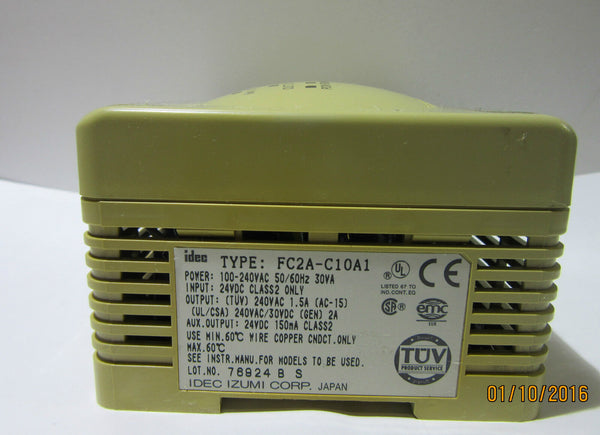 idec TYPE: FC2A-C10A1
POWER: 100-240VAC 50/60Hz 30VA
INPUT: 24VDC CLASS2 ONLY
OUTPUT: (TÜV) 240VAC 1.5A (AC-15)
(UL/CSA) 240VAC/30VDC (GEN) 2A
AUX.OUTPUT: 24VDC 150mA CLASS2
USE MIN.60°C WIRE COPPER CNDCT.ONLY
MAX.60°C
SEE INSTR.MANU.FOR MODELS TO BE USED.
LOT.NO. 76924 B S
IDEC IZUMI CORP. JAPAN
UL CE
LISTED 67 TO
IND.CONT.EQ
SA emc
TÜV
PRODUCT SERVICE
01/10/2016